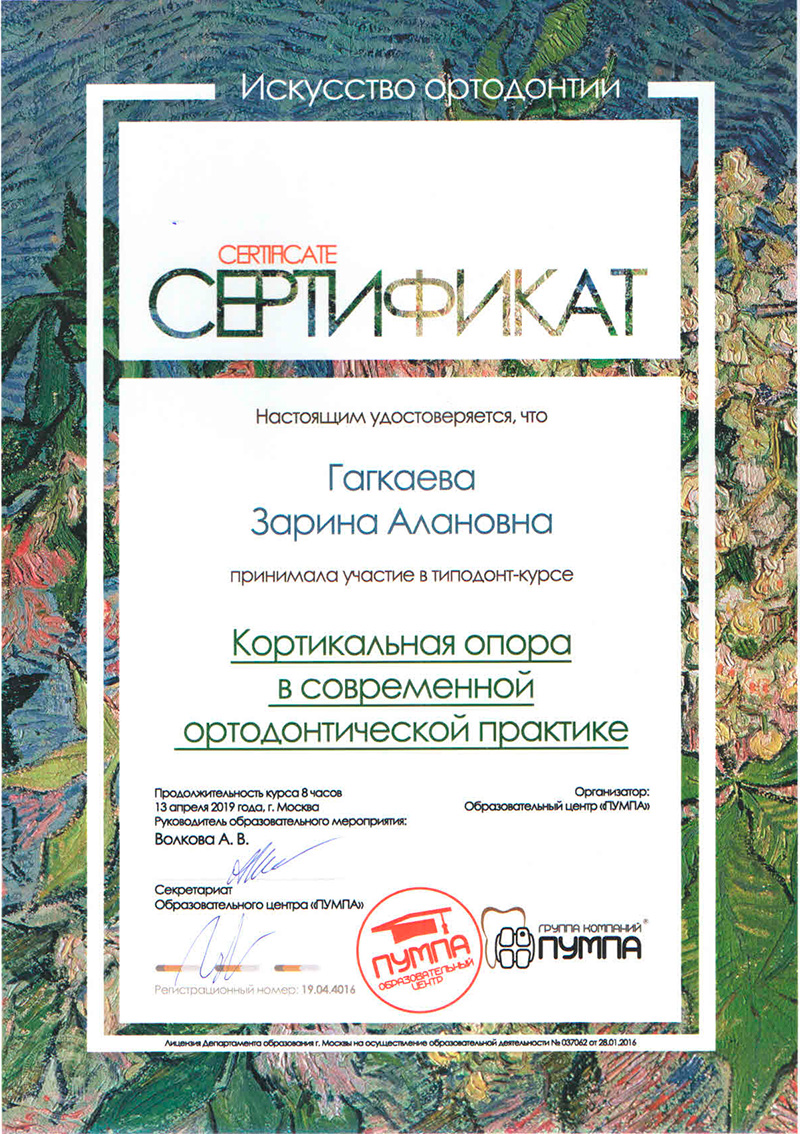 Искусство ортодонтии
CERTIFICATE
СЕРТИФИКАТ
Настоящим удостоверяется, что
Гагкаева
Зарина Алановна
принимала участие в типодонт-курсе
Кортикальная опора
в современной
ортодонтической практике
Продолжительность курса 8 часов
13 апреля 2019 года, г. Москва
Руководитель образовательного мероприятия:
Волкова А. В.
Организатор:
Образовательный центр «ПУМПА»
Секретариат
Образовательного центра «ПУМПА»
Регистрационный номер: 19.04.4016
ПУМПА
ОБРАЗОВАТЕЛЬНЫЙ
ЦЕНТР
ГРУППА КОМПАНИЙ®
ПУМПА
Лицензия Департамента образования г. Москвы на осуществление образовательной деятельности № 037062 от 28.01.2016